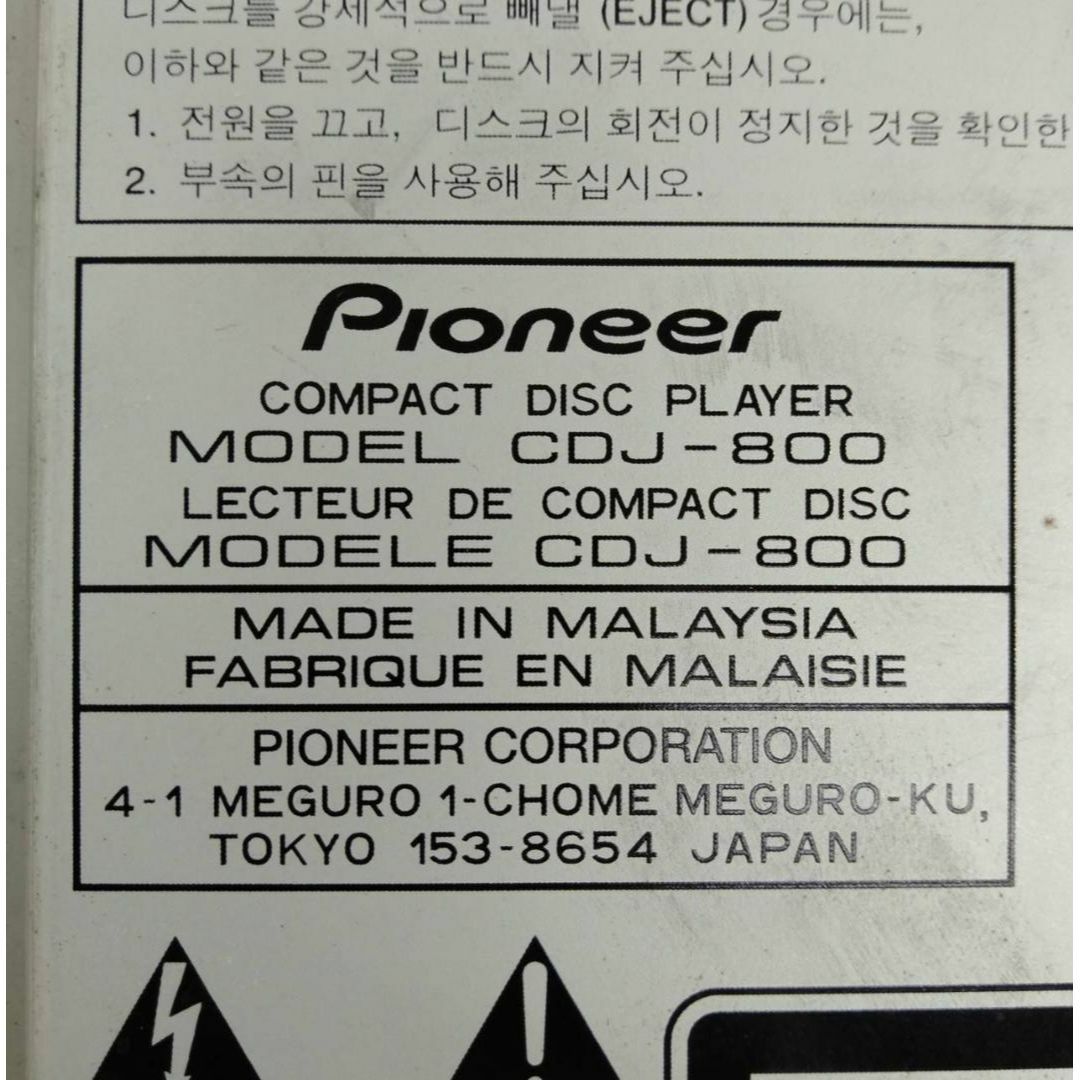 디스크를 강제적으로 빼낼 (EJECT) 경우에는,
이하와 같은 것을 반드시 지켜 주십시오.
1. 전원을 끄고, 디스크의 회전이 정지한 것을 확인한
2. 부속의 핀을 사용해 주십시오.
Pioneer
COMPACT DISC PLAYER
MODEL CDJ-800
LECTEUR DE COMPACT DISC
MODELE CDJ-800
MADE IN MALAYSIA
FABRIQUE EN MALAISIE
PIONEER CORPORATION
4-1 MEGURO 1-CHOME MEGURO-KU,
TOKYO 153-8654 JAPAN